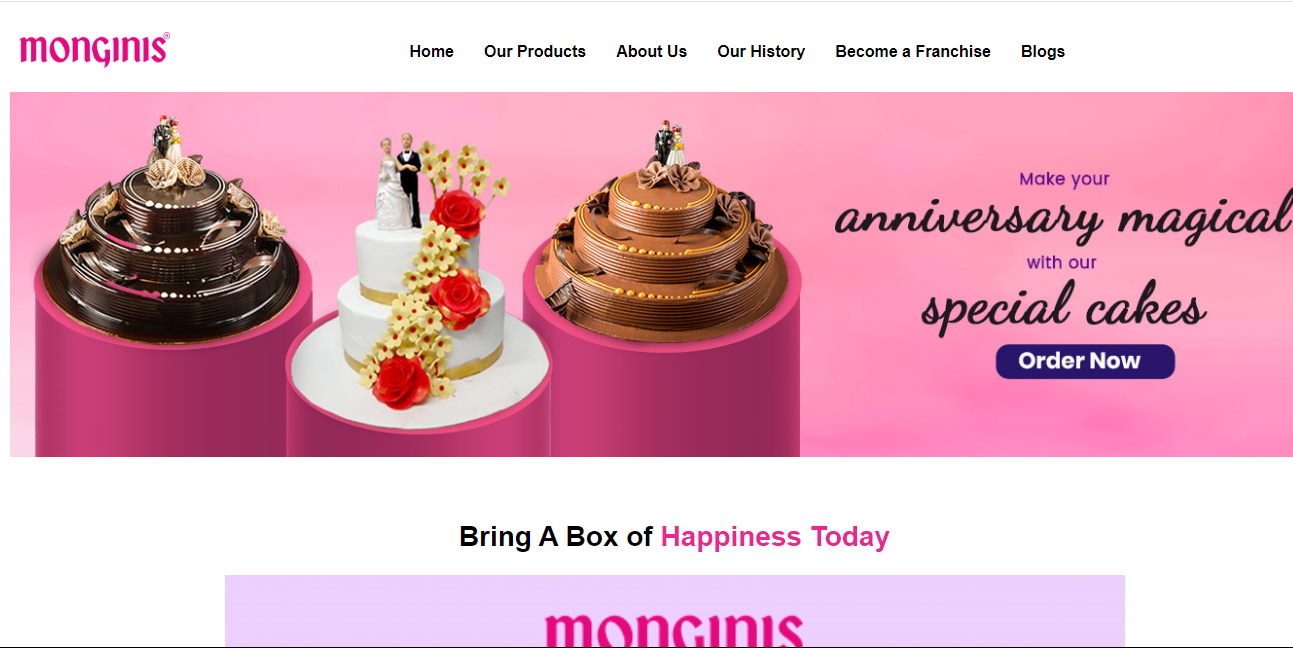 monginis®
Home Our Products About Us Our History Become a Franchise Blogs
Make your
anniversary magical
with our
special cakes
Order Now
Bring A Box of Happiness Today
monginis